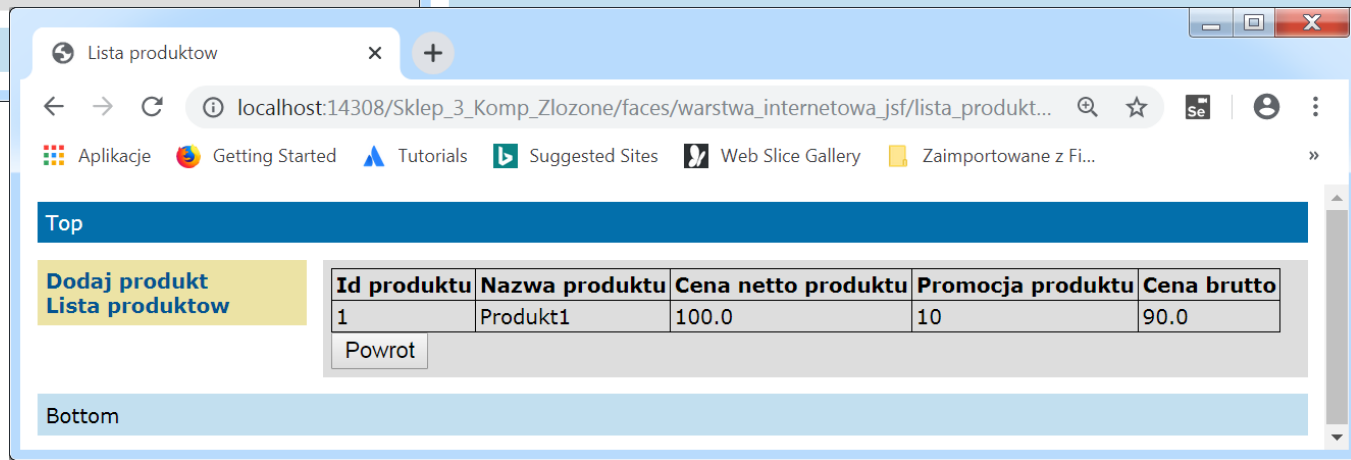 Lista produktow
localhost:14308/Sklep_3_Komp_Zlozone/faces/warstwa_internetowa_jsf/lista_produkt...
Se
Aplikacje Getting Started Tutorials Suggested Sites Web Slice Gallery Zaimportowane z Fi...
Top
Dodaj produkt
Lista produktow
Id produktu Nazwa produktu Cena netto produktu Promocja produktu Cena brutto
1 Produkt1 100.0 10 90.0
Powrot
Bottom